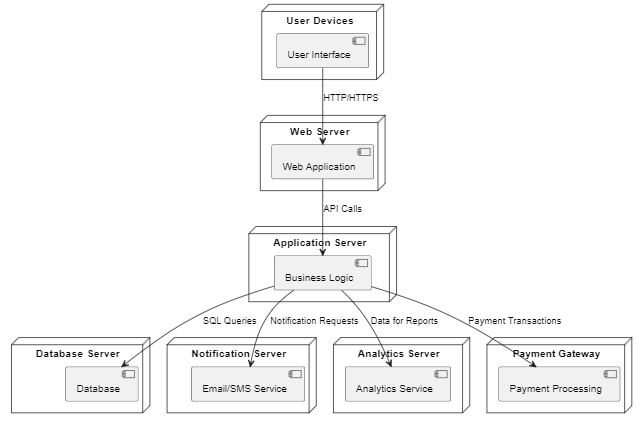 User Devices
User Interface
HTTP/HTTPS
Web Server
Web Application
API Calls
Application Server
Business Logic
SQL Queries
Notification Requests
Data for Reports
Payment Transactions
Database Server
Notification Server
Analytics Server
Payment Gateway
Database
Email/SMS Service
Analytics Service
Payment Processing